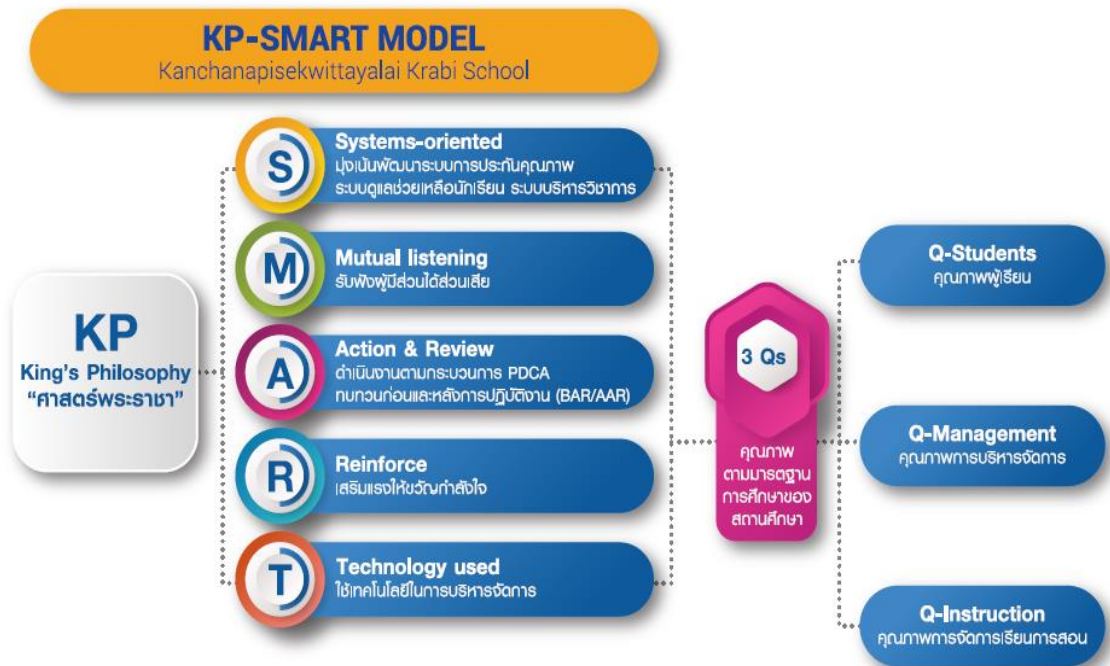 KP-SMART MODEL
Kanchanapisekwittayalai Krabi School
KP
King's Philosophy
"ศาสตร์พระราชา"
S
Systems-oriented
มุ่งเน้นพัฒนาระบบการประกันคุณภาพ
ระบบดูแลช่วยเหลือนักเรียน ระบบบริหารวิชาการ
M
Mutual listening
รับฟังผู้มีส่วนได้ส่วนเสีย
A
Action & Review
ดำเนินงานตามกระบวนการ PDCA
ทบทวนก่อนและหลังการปฏิบัติงาน (BAR/AAR)
R
Reinforce
เสริมแรงให้ขวัญกำลังใจ
T
Technology used
ใช้เทคโนโลยีในการบริหารจัดการ
3 Qs
คุณภาพ
ตามมารตฐาน
การศึกษาของ
สถานศึกษา
Q-Students
คุณภาพผู้เรียน
Q-Management
คุณภาพการบริหารจัดการ
Q-Instruction
คุณภาพการจัดการเรียนการสอน